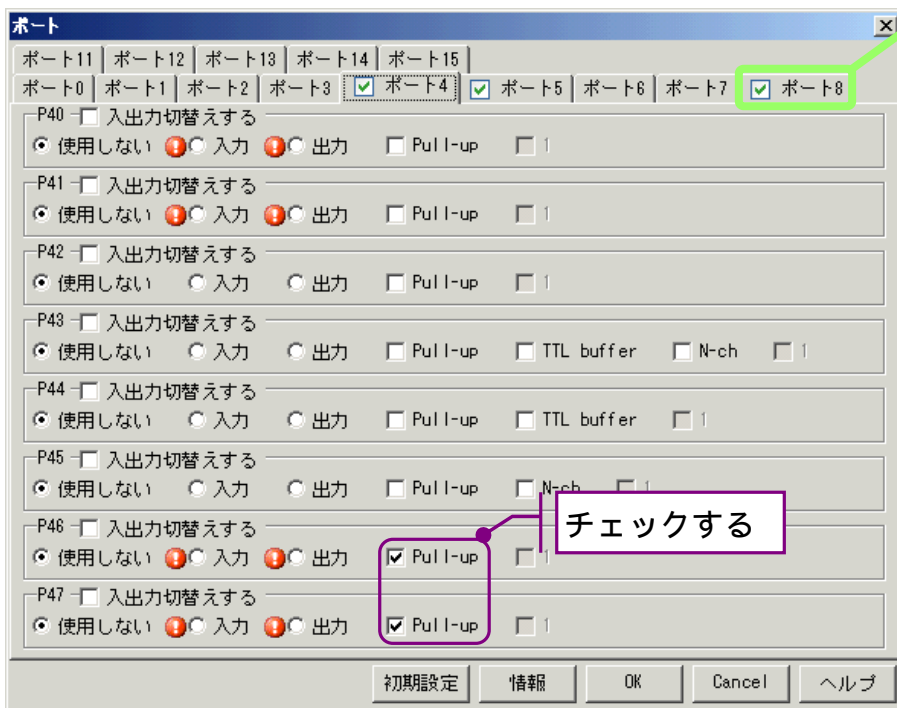 ポート
ポート11 ポート12 ポート13 ポート14 ポート15
ポート0 ポート1 ポート2 ポート3 ポート4 ポート5 ポート6 ポート7 ポート8
P40 入出力切替えする
使用しない 入力 出力 Pull-up 1
P41 入出力切替えする
使用しない 入力 出力 Pull-up 1
P42 入出力切替えする
使用しない 入力 出力 Pull-up 1
P43 入出力切替えする
使用しない 入力 出力 Pull-up TTL buffer N-ch 1
P44 入出力切替えする
使用しない 入力 出力 Pull-up TTL buffer 1
P45 入出力切替えする
使用しない 入力 出力 Pull-up N-ch 1
チェックする
P46 入出力切替えする
使用しない 入力 出力 Pull-up 1
P47 入出力切替えする
使用しない 入力 出力 Pull-up 1
初期設定 情報 OK Cancel ヘルプ